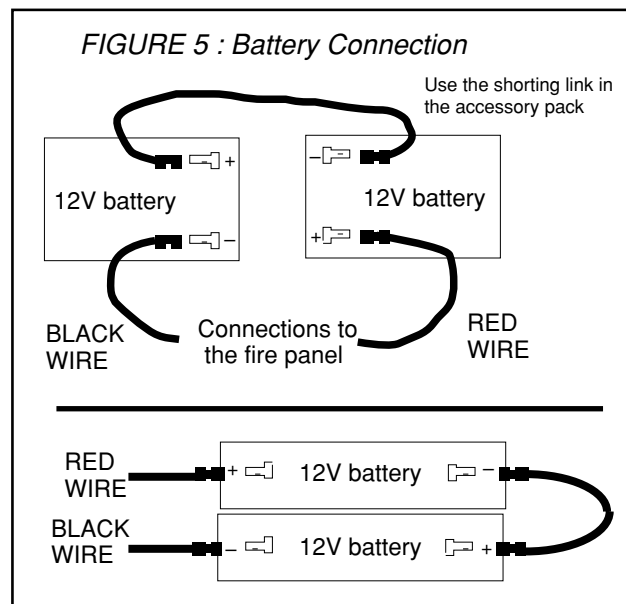 FIGURE 5 : Battery Connection
Use the shorting link in
the accessory pack
+
–
12V battery
12V battery
–
+
BLACK
WIRE
Connections to
the fire panel
RED
WIRE
RED
WIRE
+
12V battery
–
BLACK
WIRE
–
12V battery
+